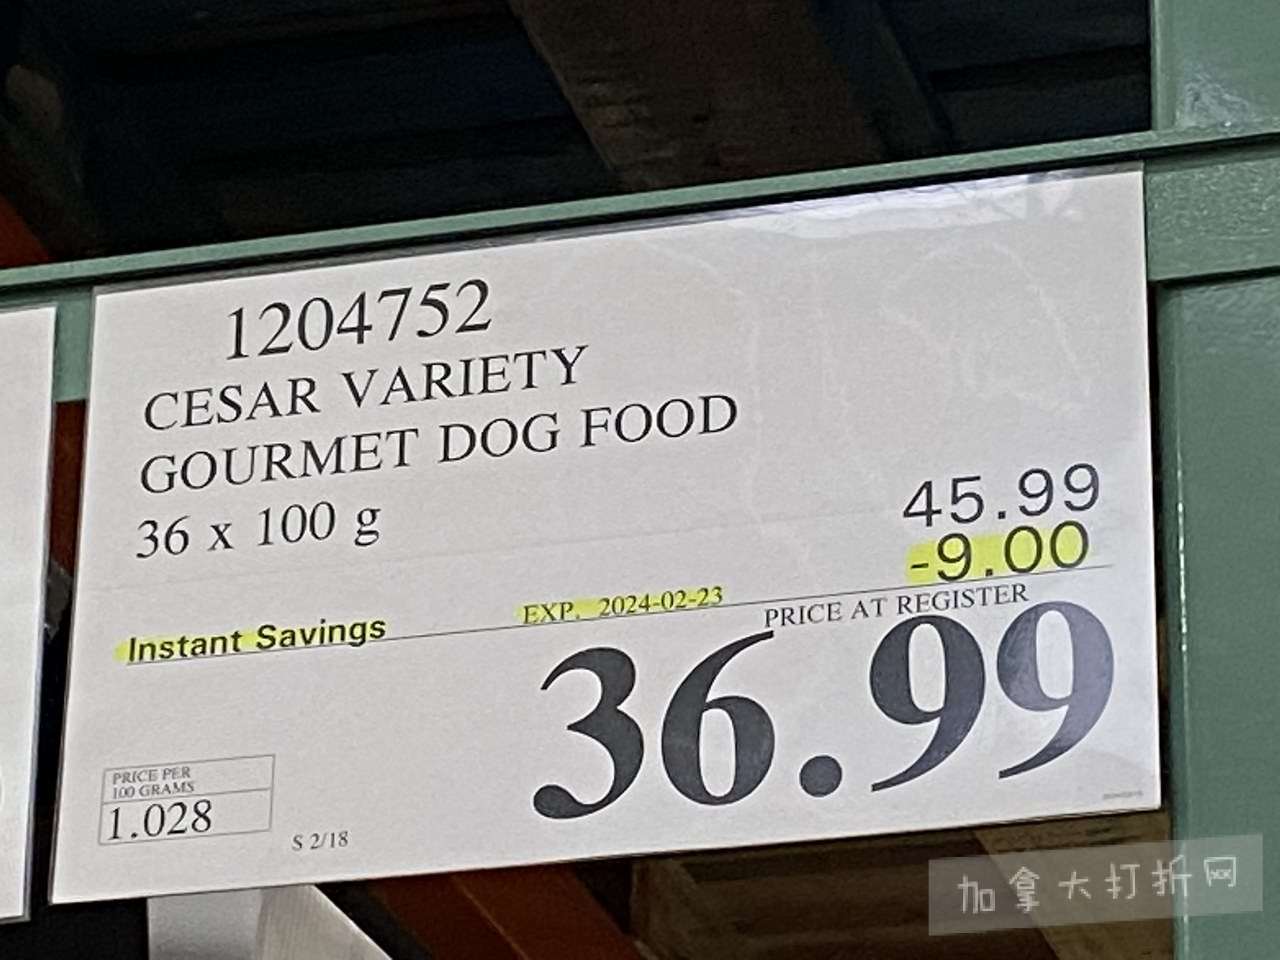 1204752
CESAR VARIETY
GOURMET DOG FOOD
36 x 100 g
45.99
-9.00
Instant Savings
EXP. 2024-02-23
PRICE AT REGISTER
36.99
PRICE PER
100 GRAMS
1.028
S 2/18
加拿大打折网